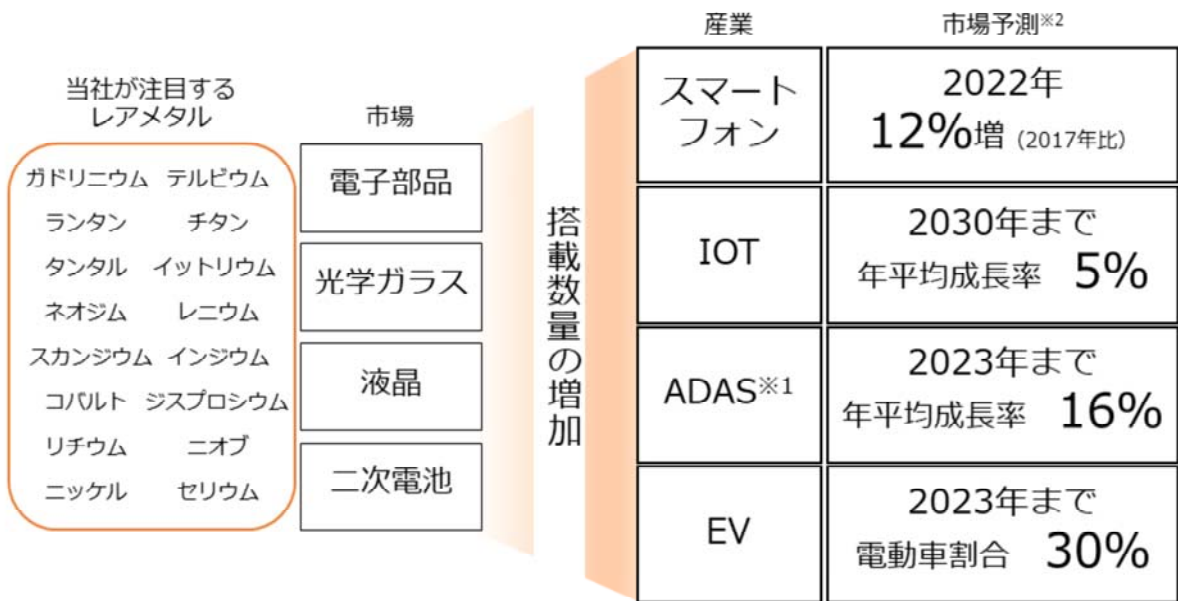 当社が注目する
レアメタル
ガドリニウム テルビウム
ランタン チタン
タンタル イットリウム
ネオジム レニウム
スカンジウム インジウム
コバルト ジスプロシウム
リチウム ニオブ
ニッケル セリウム
市場
電子部品
光学ガラス
液晶
二次電池
搭載数量の増加
産業 市場予測※2
スマート
フォン
2022年
12%増 (2017年比)
IOT
2030年まで
年平均成長率 5%
ADAS※1
2023年まで
年平均成長率 16%
EV
2023年まで
電動車割合 30%